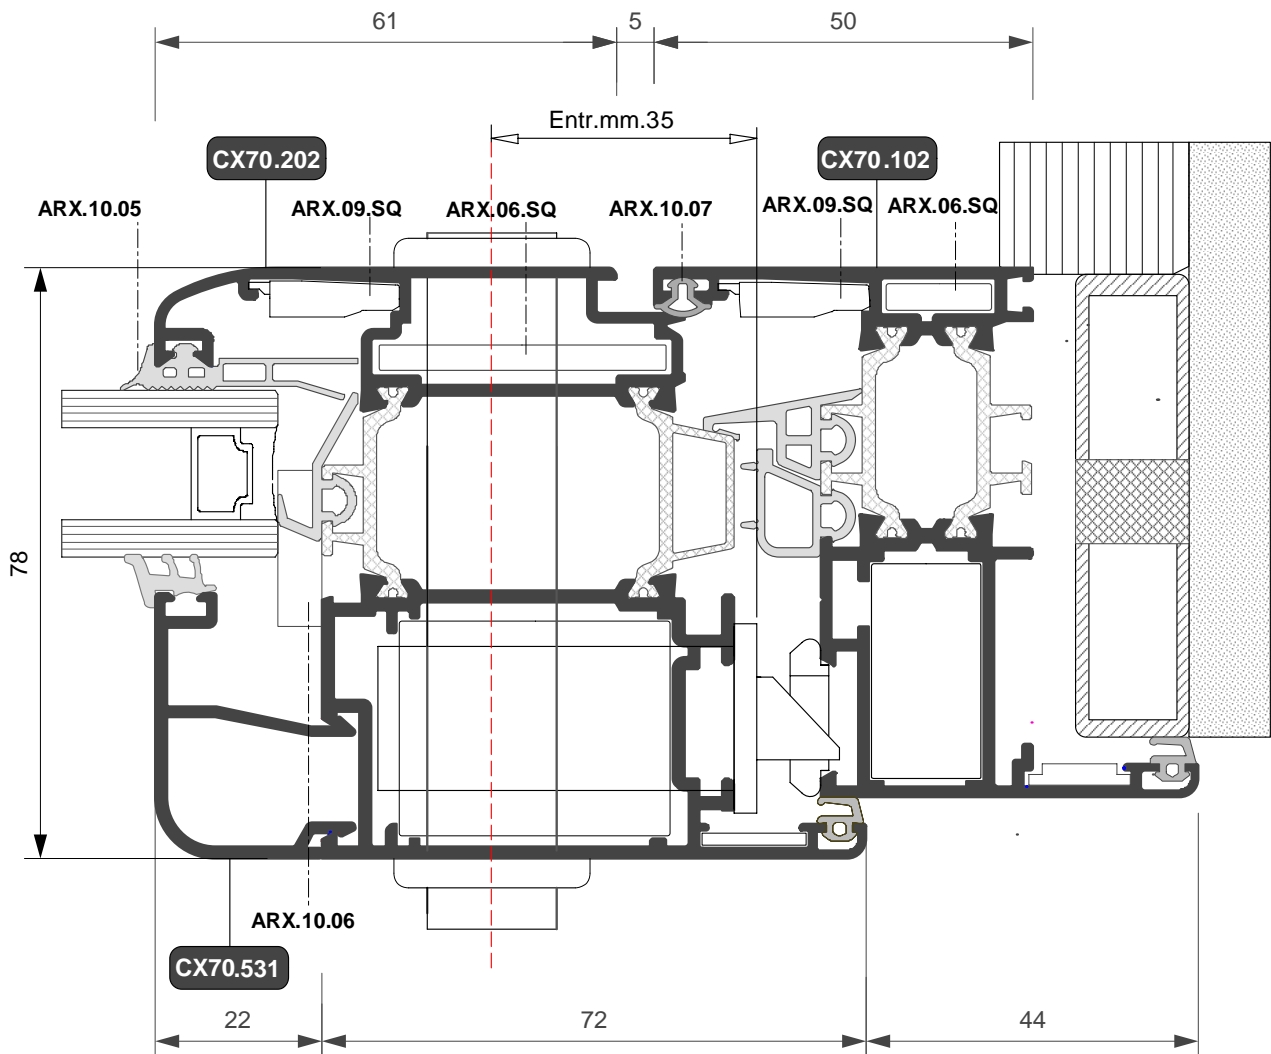 61
5
50
Entr.mm.35
CX70.202
CX70.102
ARX.10.05
ARX.09.SQ
ARX.06.SQ
ARX.10.07
ARX.09.SQ
ARX.06.SQ
78
ARX.10.06
CX70.531
22
72
44